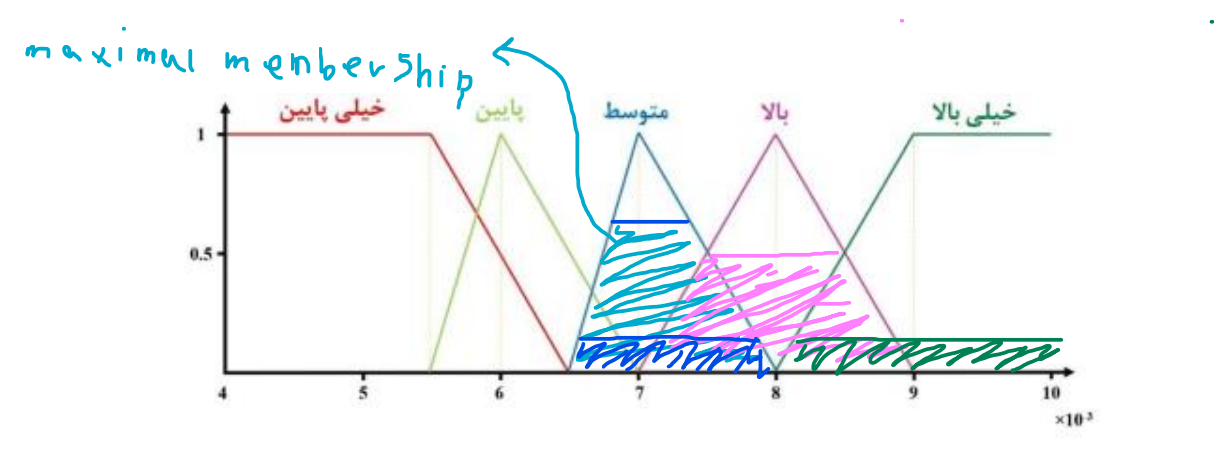 maximal menbership
خیلی پایین
پایین
متوسط
بالا
خیلی بالا
1
0.5
4 5 6 7 8 9 10
×10⁻³